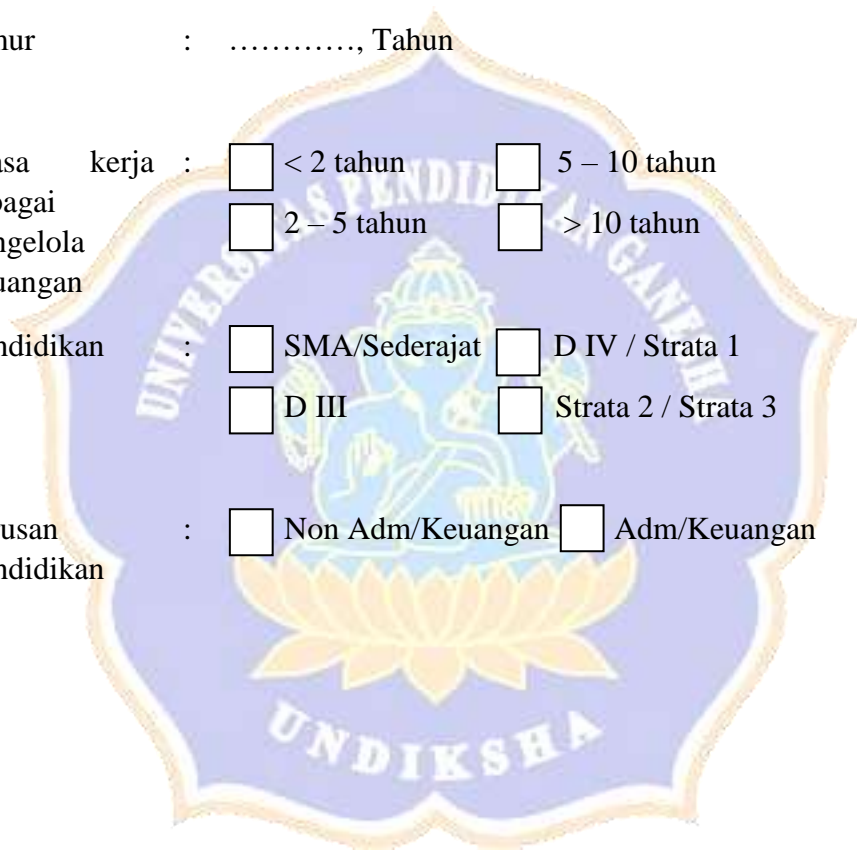 mur : …………, Tahun
asa kerja : < 2 tahun 5 – 10 tahun
bagai
ngelola 2 – 5 tahun > 10 tahun
uangan
ndidikan : SMA/Sederajat D IV / Strata 1
D III Strata 2 / Strata 3
usan : Non Adm/Keuangan Adm/Keuangan
ndidikan
UNIVERSITAS PENDIDIKAN GANESHA
UNDIKSHA